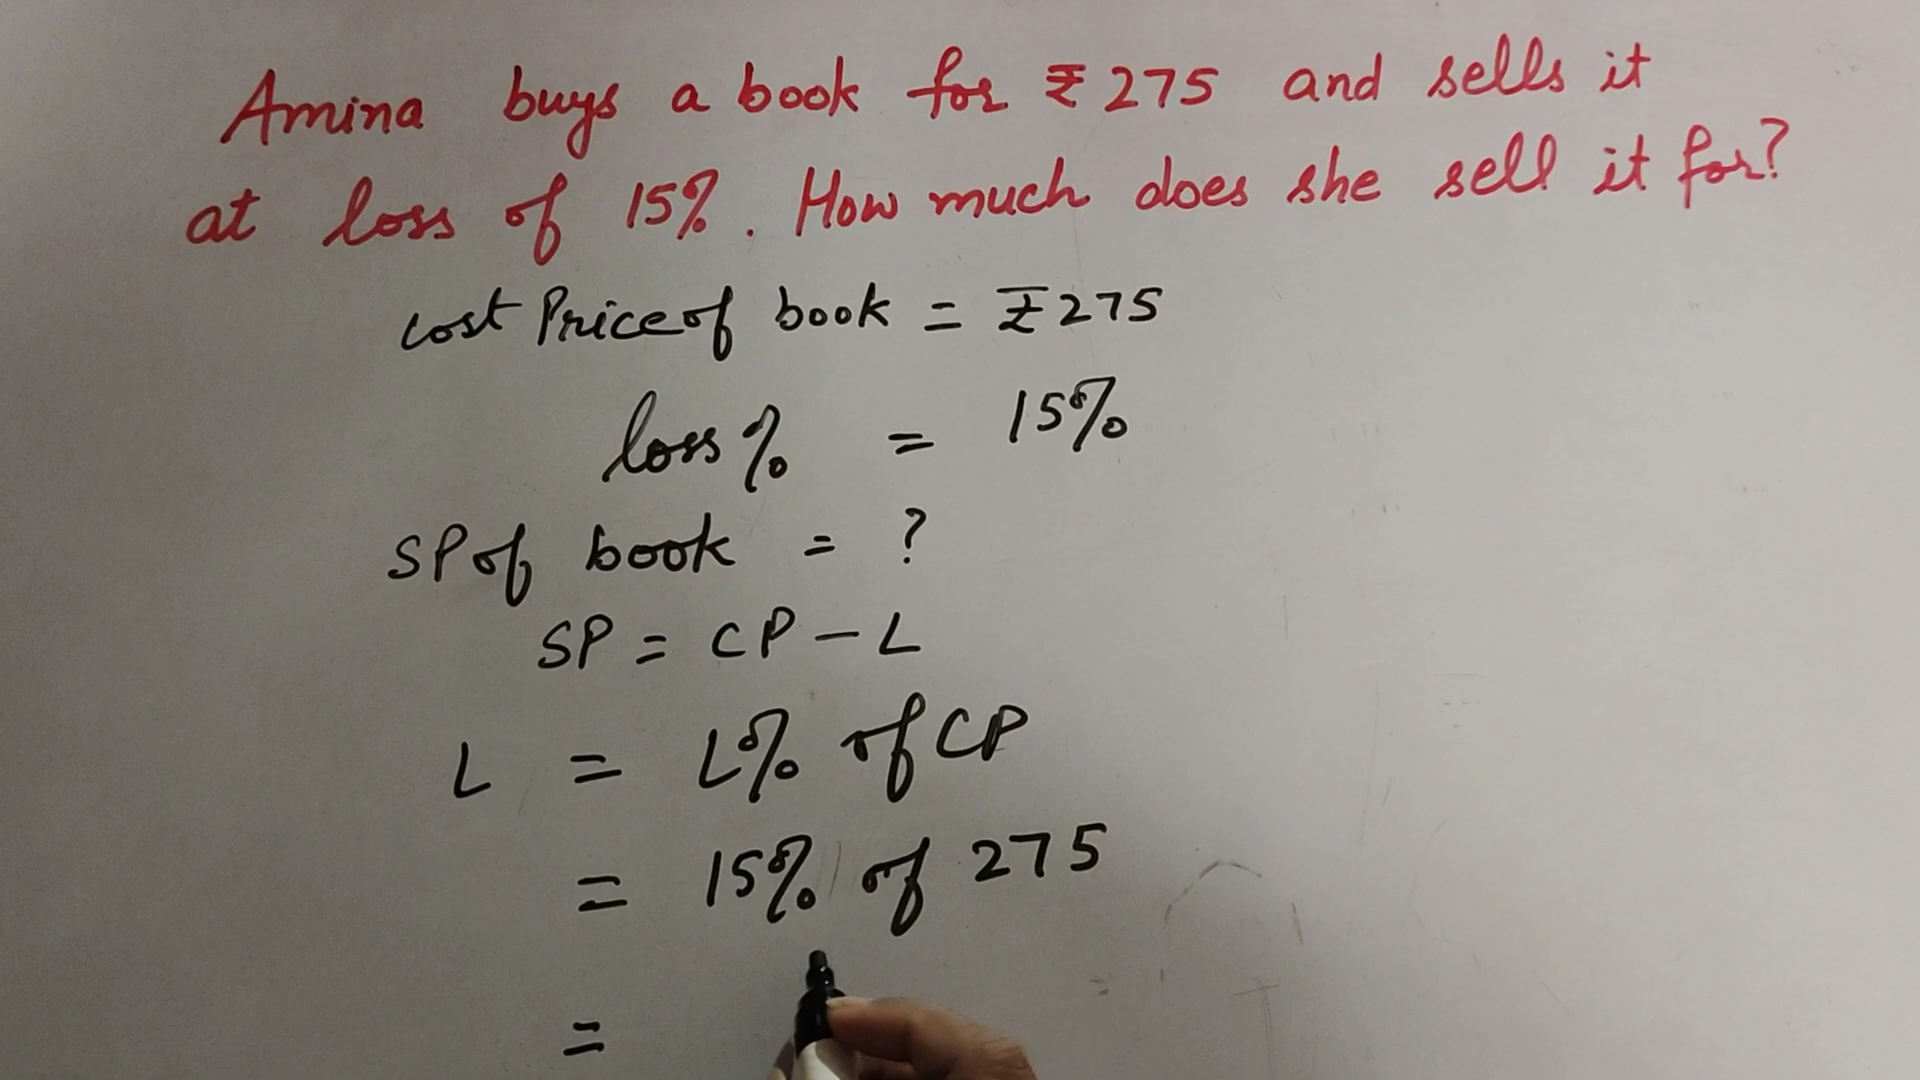 Amina buys a book for ₹ 275 and sells it
at loss of 15%. How much does she sell it for?
cost Price of book = ₹275
loss % = 15%
SP of book = ?
SP = CP - L
L = L% of CP
= 15% of 275
=